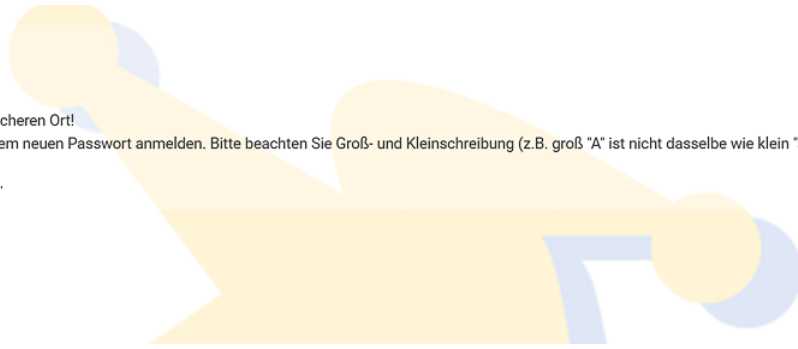 cheren Ort!
em neuen Passwort anmelden. Bitte beachten Sie Groß- und Kleinschreibung (z.B. groß "A" ist nicht dasselbe wie klein "
.